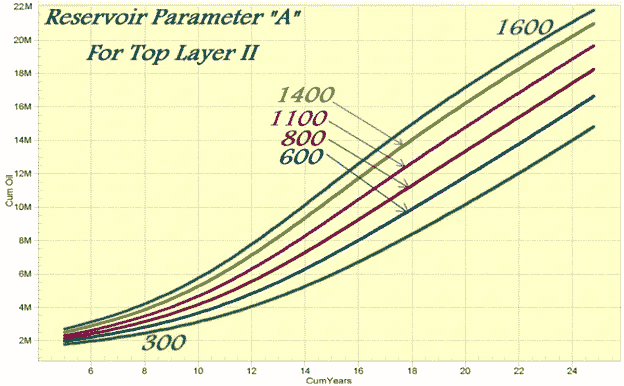 Reservoir Parameter "A"
For Top Layer II
1600
1400
1100
800
600
300
22M
20M
18M
16M
14M
12M
10M
8M
6M
4M
2M
Cum Oil
6 8 10 12 14 16 18 20 22 24
CumYears